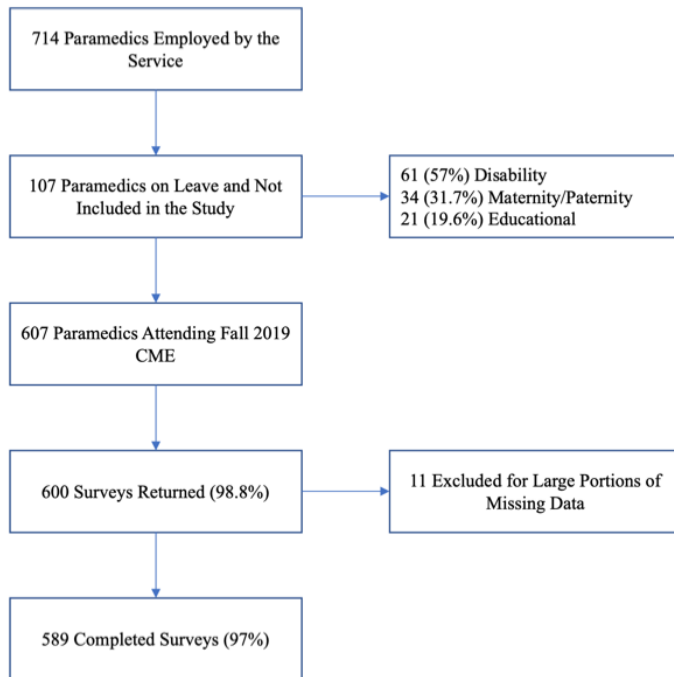 714 Paramedics Employed by the
Service
107 Paramedics on Leave and Not
Included in the Study
61 (57%) Disability
34 (31.7%) Maternity/Paternity
21 (19.6%) Educational
607 Paramedics Attending Fall 2019
CME
600 Surveys Returned (98.8%)
11 Excluded for Large Portions of
Missing Data
589 Completed Surveys (97%)